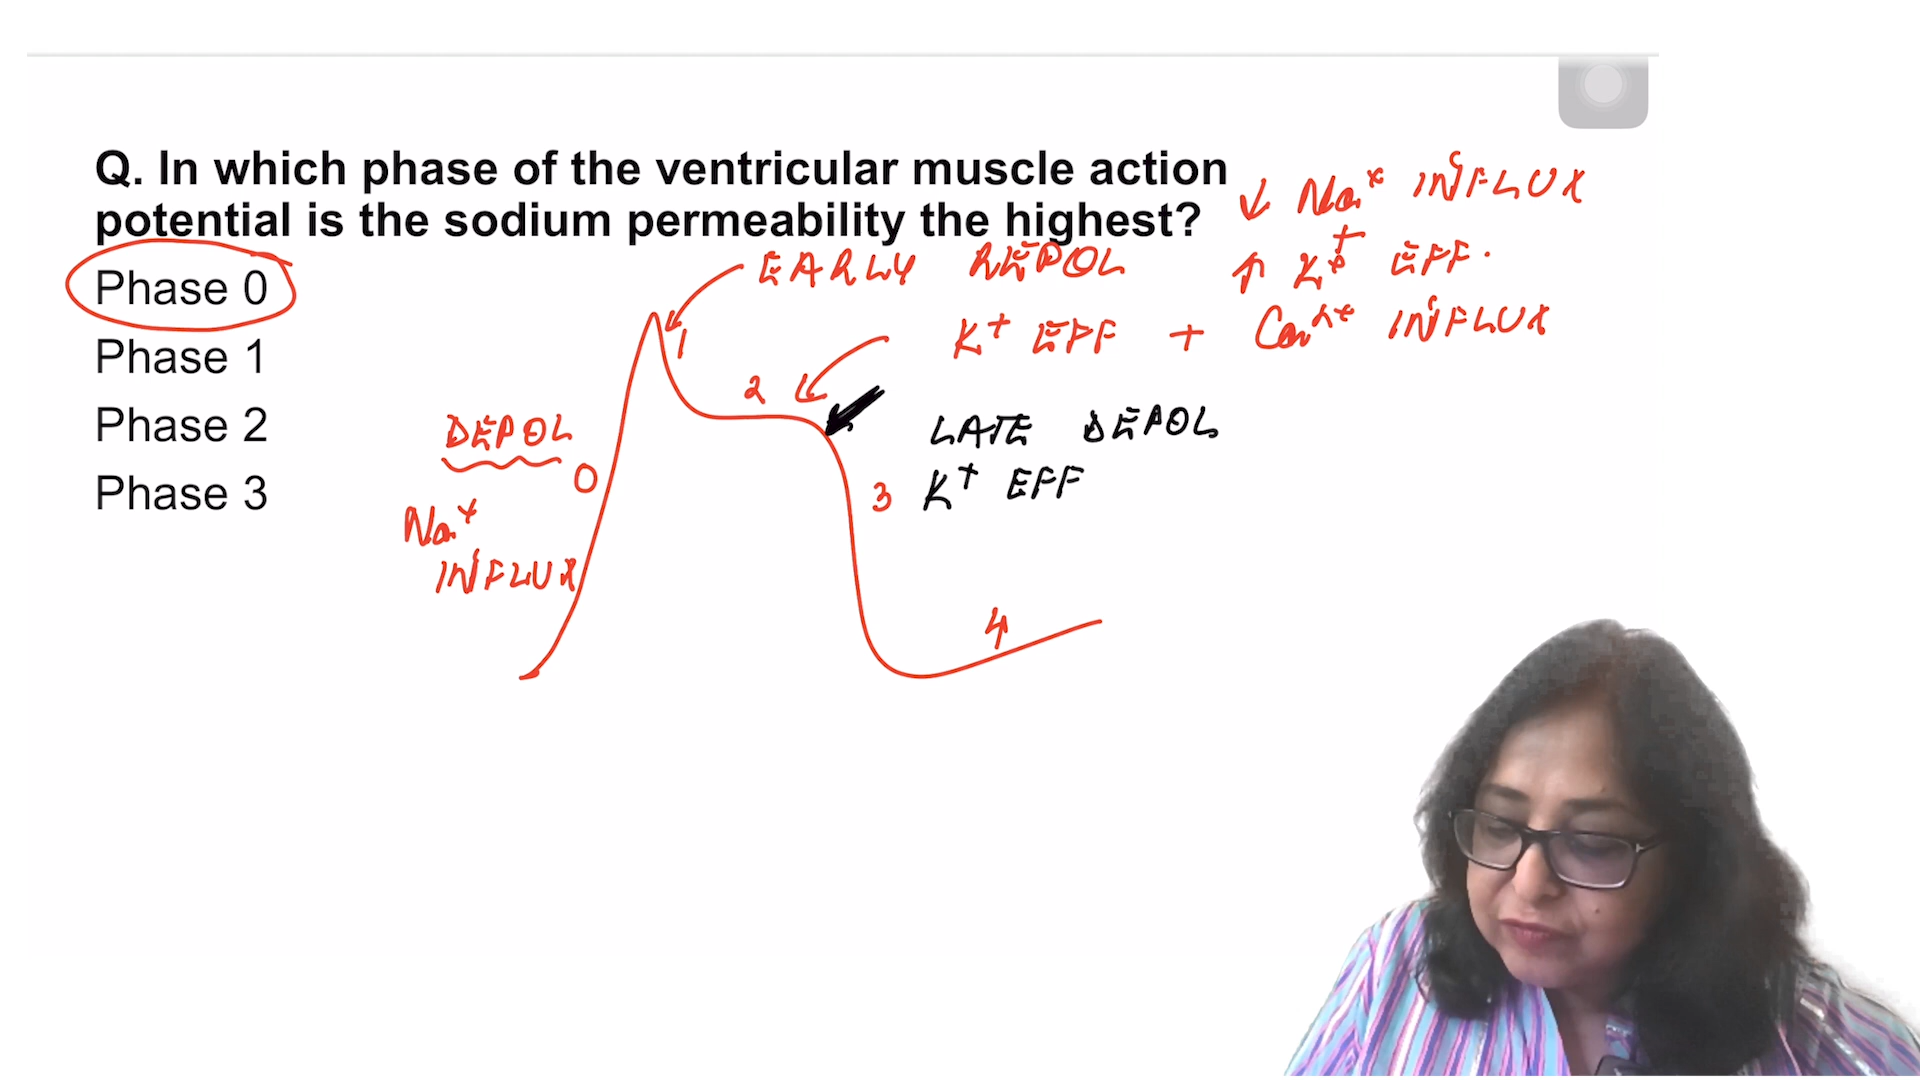 Q. In which phase of the ventricular muscle action
potential is the sodium permeability the highest?
Phase 0
Phase 1
Phase 2
Phase 3
↓ Na+ INFLUX
EARLY REPOL ↑ K+ EFF.
1
K+ EFF + Ca2+ INFLUX
2
DEPOL
0
LATE DEPOL
3 K+ EFF
Na+
INFLUX
4